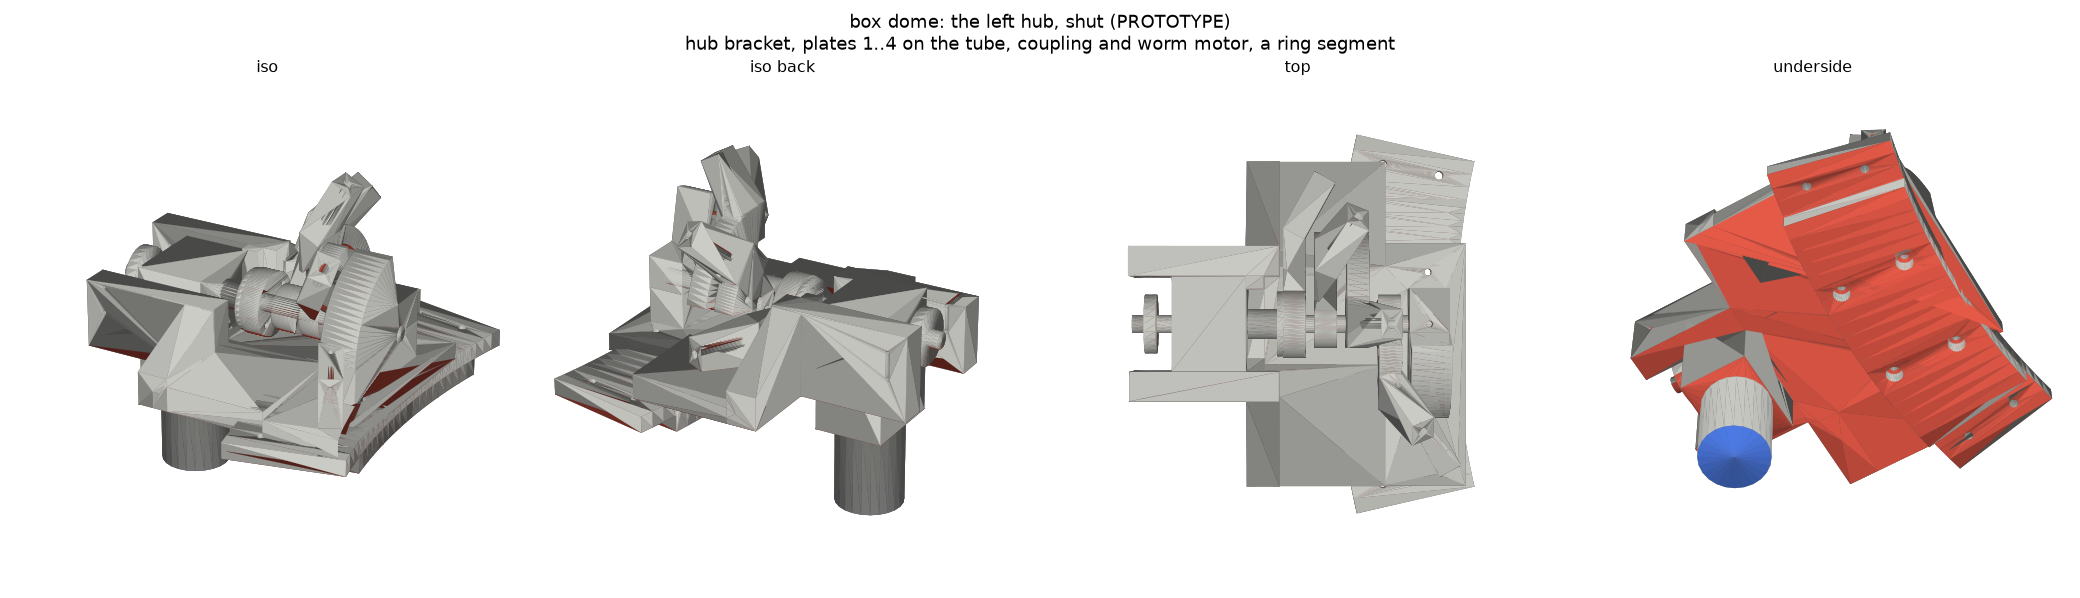 box dome: the left hub, shut (PROTOTYPE)
hub bracket, plates 1..4 on the tube, coupling and worm motor, a ring segment
iso
iso back
top
underside